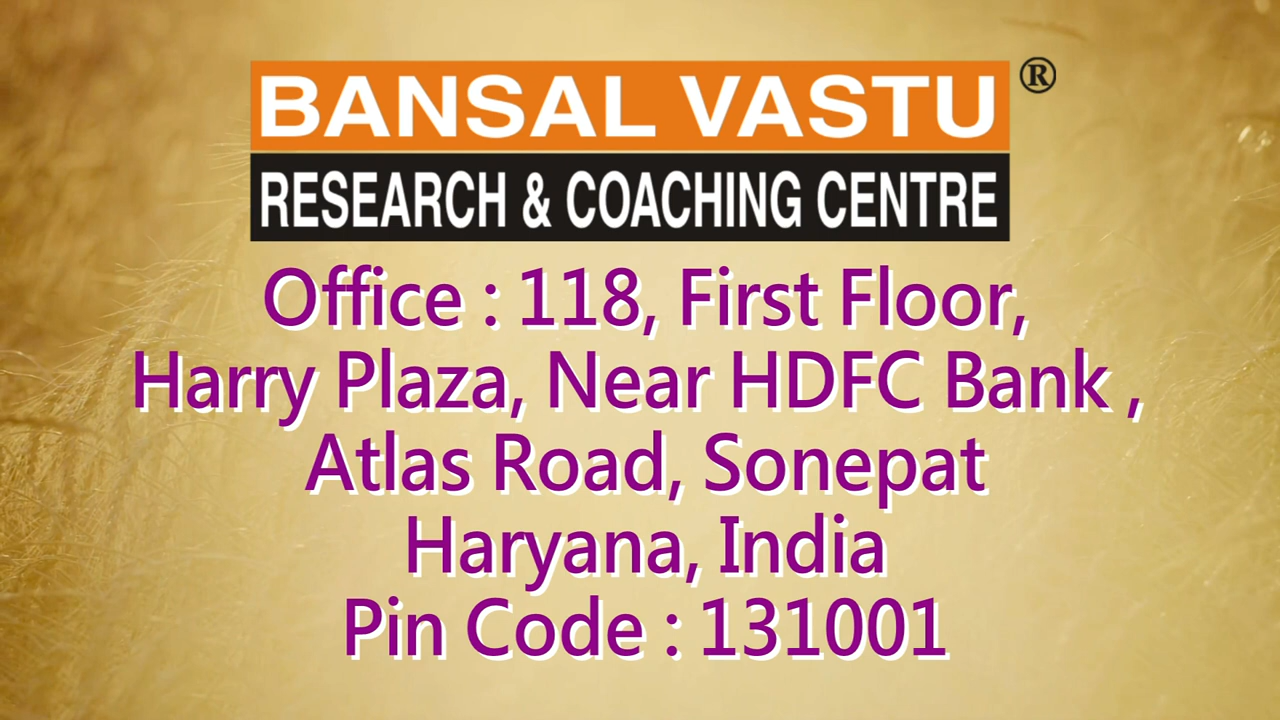 BANSAL VASTU ®
RESEARCH & COACHING CENTRE
Office : 118, First Floor,
Harry Plaza, Near HDFC Bank ,
Atlas Road, Sonepat
Haryana, India
Pin Code : 131001